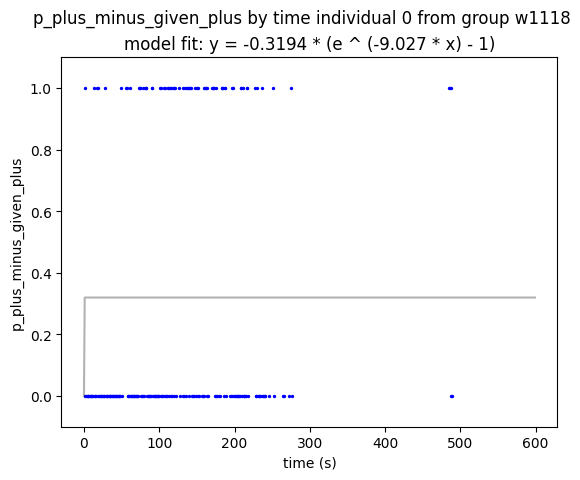 p_plus_minus_given_plus by time individual 0 from group w1118
model fit: y = -0.3194 * (e ^ (-9.027 * x) - 1)
1.0
0.8
0.6
0.4
0.2
0.0
p_plus_minus_given_plus
0 100 200 300 400 500 600
time (s)